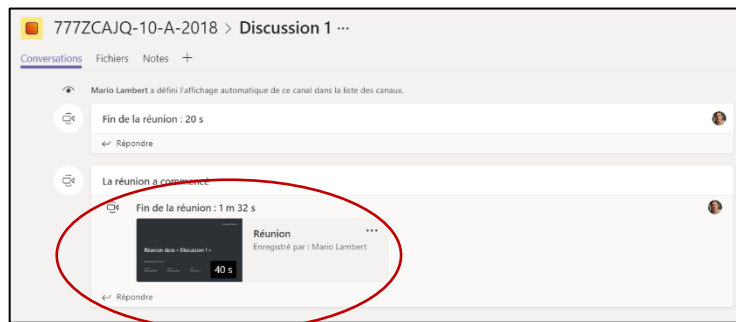 777ZCAJQ-10-A-2018 > Discussion 1 ···
Conversations Fichiers Notes +
Mario Lambert a défini l'affichage automatique de ce canal dans la liste des canaux.
Fin de la réunion : 20 s
Répondre
La réunion a commencé
Fin de la réunion : 1 m 32 s
Réunion ···
Enregistré par : Mario Lambert
Réunion dans « Discussion 1 »
40 s
Répondre